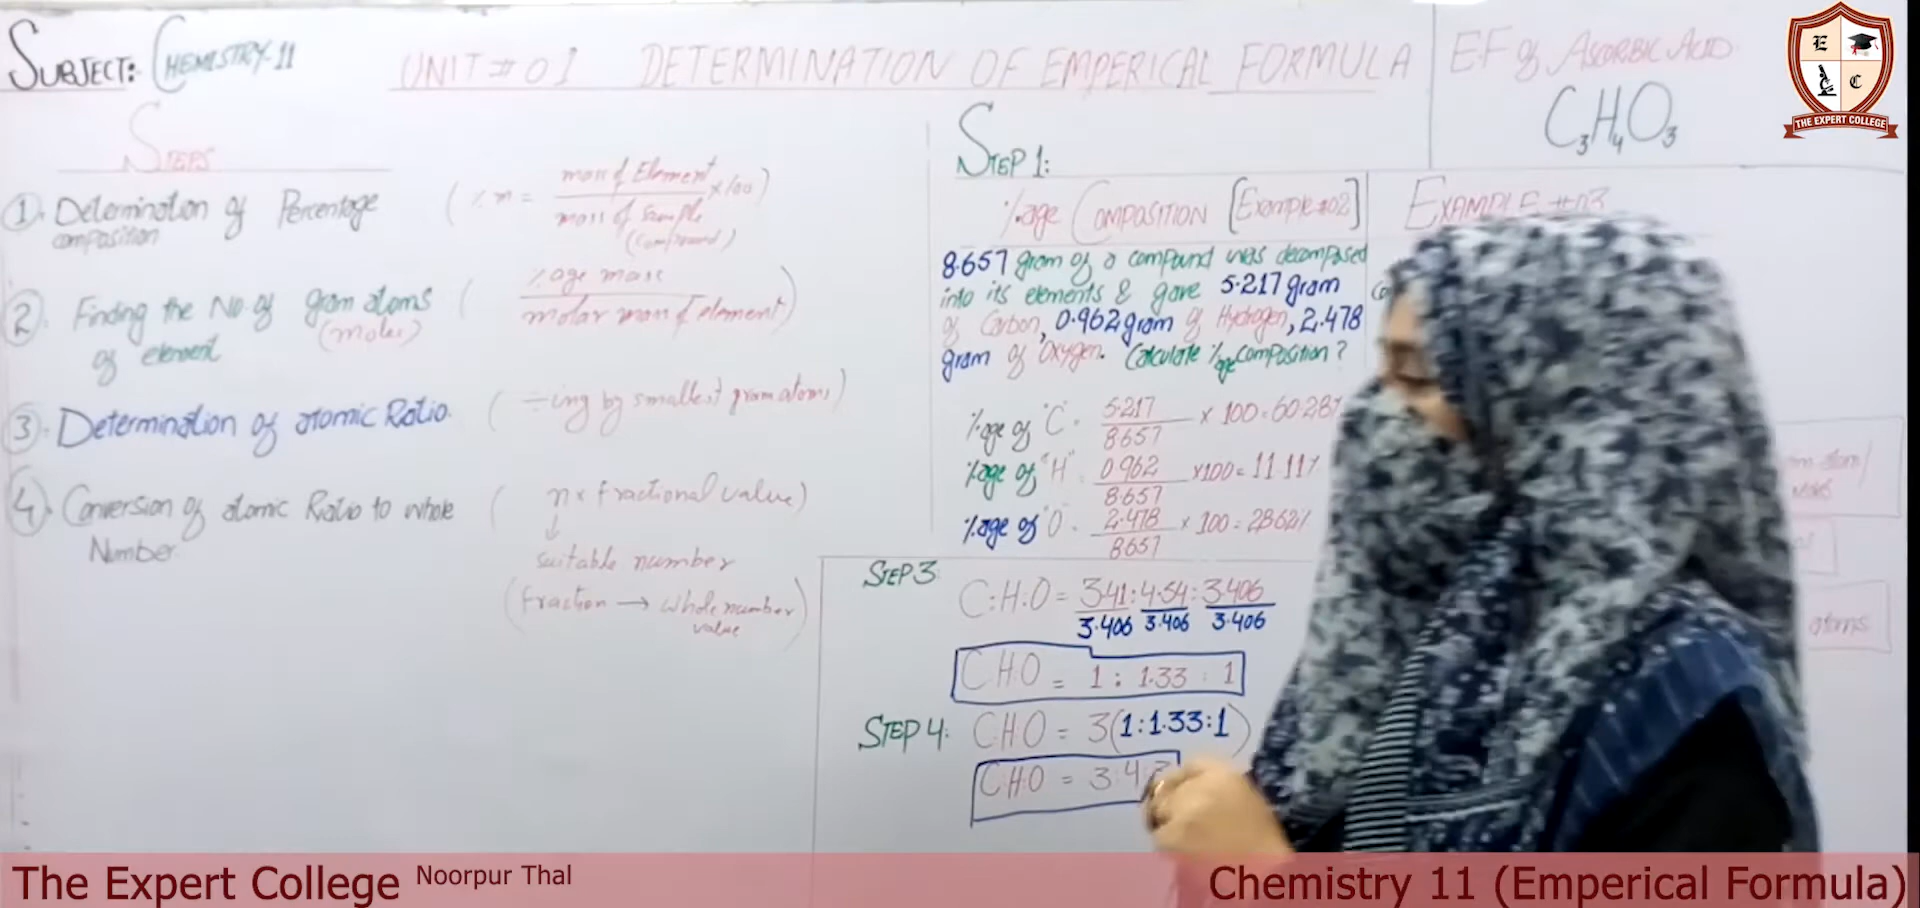 SUBJECT: CHEMISTRY-11
UNIT # 01 DETERMINATION OF EMPERICAL FORMULA
EF of ASCORBIC ACID
C3H4O3
E
C
THE EXPERT COLLEGE
STEPS
1. Determination of Percentage composition
( % n = mass of Element / mass of sample (compound) × 100 )
2. Finding the No. of gram atoms (moles)
of element
( % age mass / molar mass of element )
3. Determination of atomic Ratio.
( ÷ing by smallest gram atoms )
4. Conversion of atomic Ratio to whole
Number
( n × fractional value )
↓
suitable number
( fraction → whole number value )
STEP 1:
%age COMPOSITION [Example #02]
8.657 gram of a compound was decomposed
into its elements & gave 5.217 gram
of Carbon, 0.962 gram of Hydrogen, 2.478
gram of Oxygen. Calculate %age composition?
%age of "C" = 5.217 / 8.657 × 100 = 60.28%
%age of "H" = 0.962 / 8.657 × 100 = 11.11%
%age of "O" = 2.478 / 8.657 × 100 = 28.62%
EXAMPLE #03
atoms
STEP 3
C:H:O = 3.41 : 4.54 : 3.406
3.406 3.406 3.406
C:H:O = 1 : 1.33 : 1
STEP 4: C:H:O = 3(1:1.33:1)
C:H:O = 3:4:3
The Expert College Noorpur Thal
Chemistry 11 (Emperical Formula)